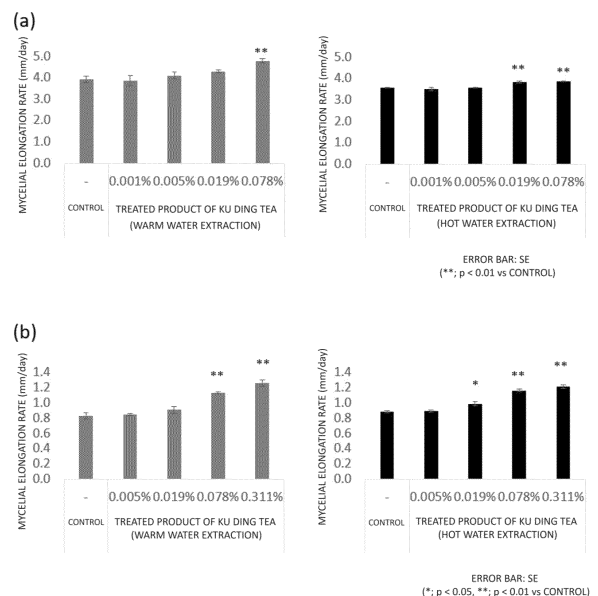 (a)
MYCELIAL ELONGATION RATE (mm/day)
5.0
4.0
3.0
2.0
1.0
0.0
**
- 0.001% 0.005% 0.019% 0.078%
CONTROL
TREATED PRODUCT OF KU DING TEA
(WARM WATER EXTRACTION)
MYCELIAL ELONGATION RATE (mm/day)
5.0
4.0
3.0
2.0
1.0
0.0
** **
- 0.001% 0.005% 0.019% 0.078%
CONTROL
TREATED PRODUCT OF KU DING TEA
(HOT WATER EXTRACTION)
ERROR BAR: SE
(**; p < 0.01 vs CONTROL)
(b)
MYCELIAL ELONGATION RATE (mm/day)
1.4
1.2
1.0
0.8
0.6
0.4
0.2
0.0
** **
- 0.005% 0.019% 0.078% 0.311%
CONTROL
TREATED PRODUCT OF KU DING TEA
(WARM WATER EXTRACTION)
MYCELIAL ELONGATION RATE (mm/day)
1.4
1.2
1.0
0.8
0.6
0.4
0.2
0.0
* ** **
- 0.005% 0.019% 0.078% 0.311%
CONTROL
TREATED PRODUCT OF KU DING TEA
(HOT WATER EXTRACTION)
ERROR BAR: SE
(*; p < 0.05, **; p < 0.01 vs CONTROL)